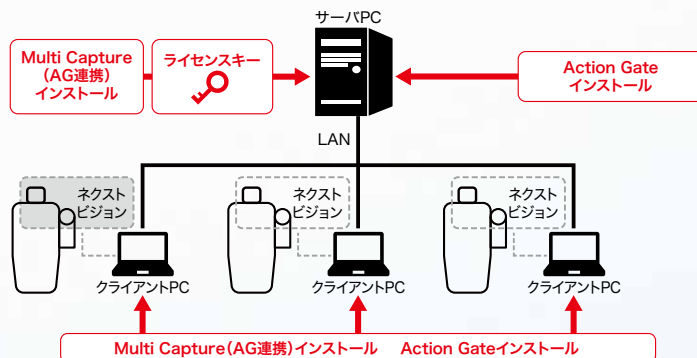 サーバPC
Multi Capture
（AG連携）
インストール
ライセンスキー
Action Gate
インストール
LAN
ネクスト
ビジョン
ネクスト
ビジョン
ネクスト
ビジョン
クライアントPC
クライアントPC
クライアントPC
Multi Capture（AG連携）インストール　Action Gateインストール